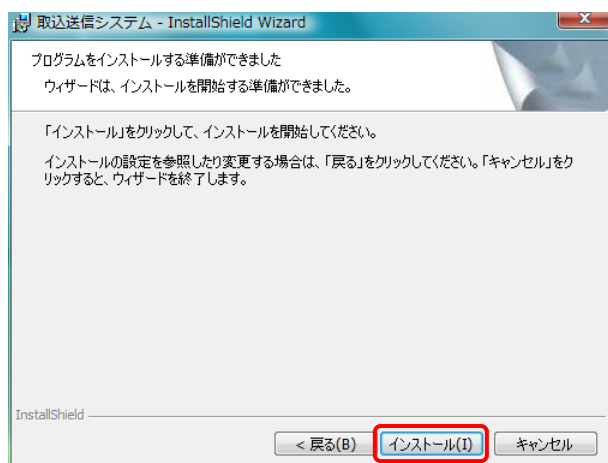 取込送信システム - InstallShield Wizard
プログラムをインストールする準備ができました
ウィザードは、インストールを開始する準備ができました。
「インストール」をクリックして、インストールを開始してください。
インストールの設定を参照したり変更する場合は、「戻る」をクリックしてください。「キャンセル」をク
リックすると、ウィザードを終了します。
InstallShield
< 戻る(B) インストール(I) キャンセル